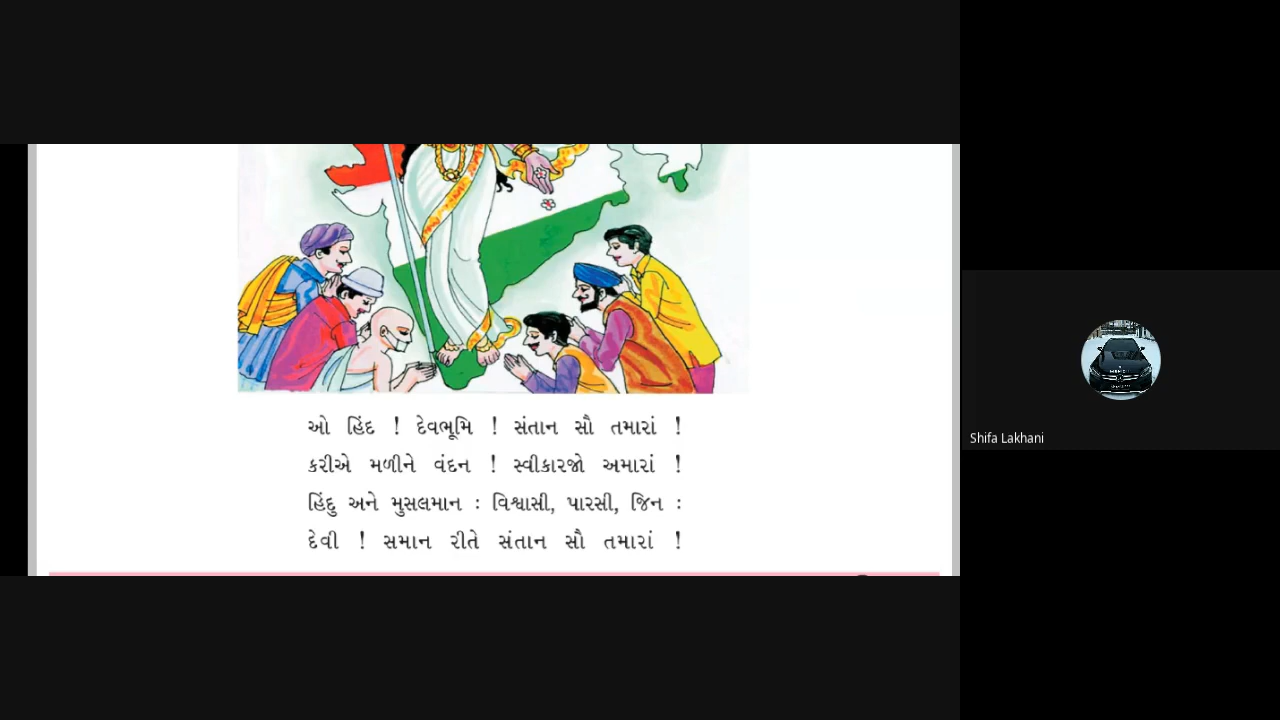 ઓ હિંદ ! દેવભૂમિ ! સંતાન સૌ તમારાં !
કરીએ મળીને વંદન ! સ્વીકારજો અમારાં !
હિંદુ અને મુસલમાન : વિશ્વાસી, પારસી, જિન :
દેવી ! સમાન રીતે સંતાન સૌ તમારાં !
Shifa Lakhani